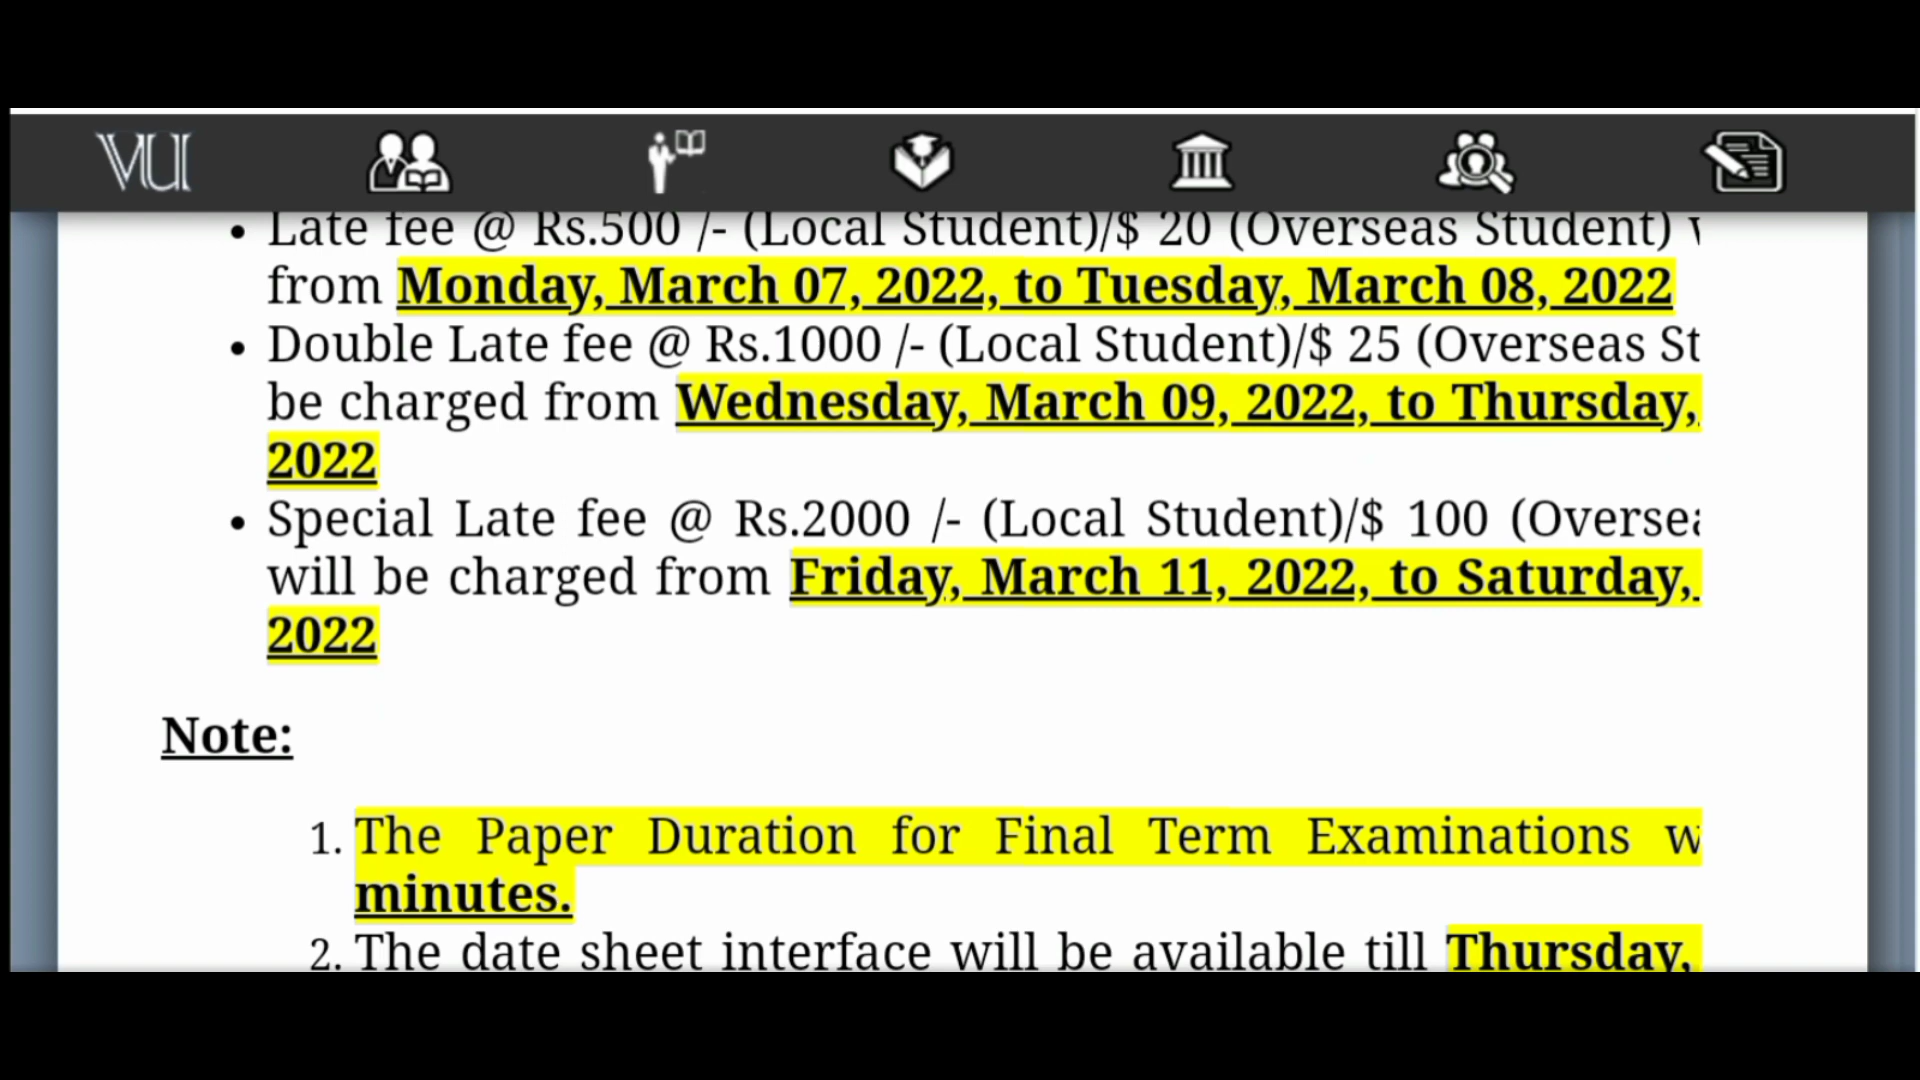 VU
Late fee @ Rs.500 /- (Local Student)/$ 20 (Overseas Student)
from Monday, March 07, 2022, to Tuesday, March 08, 2022
Double Late fee @ Rs.1000 /- (Local Student)/$ 25 (Overseas
be charged from Wednesday, March 09, 2022, to Thursday,
2022
Special Late fee @ Rs.2000 /- (Local Student)/$ 100
will be charged from Friday, March 11, 2022, to Saturday,
2022
Note:
1. The Paper Duration for Final Term Examinations
minutes.
2. The date sheet interface will be available till Thursday,